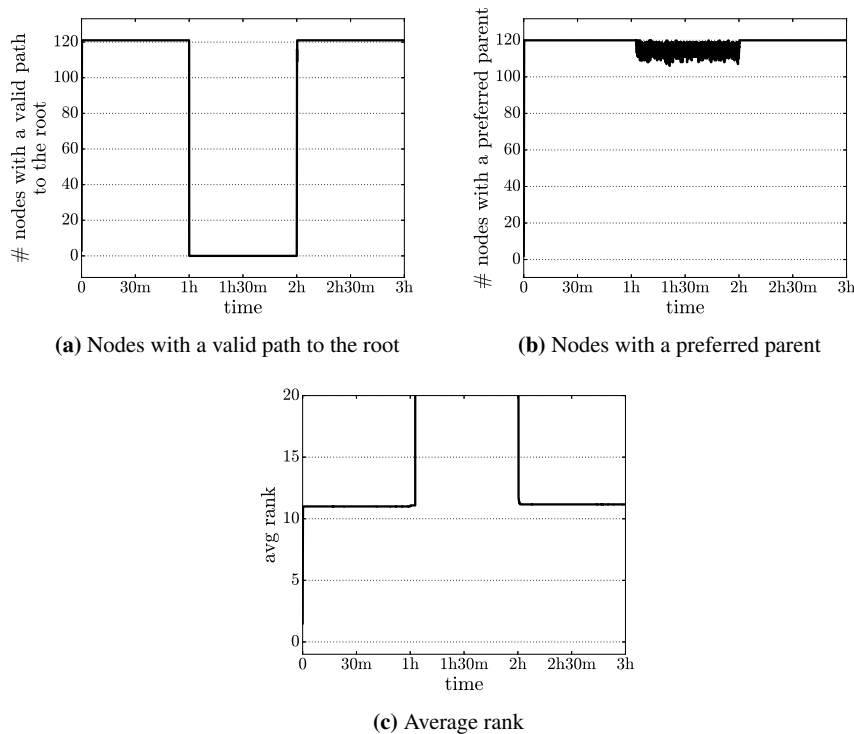 # nodes with a valid path
to the root
120
100
80
60
40
20
0
0 30m 1h 1h30m 2h 2h30m 3h
time
(a) Nodes with a valid path to the root
# nodes with a preferred parent
120
100
80
60
40
20
0
0 30m 1h 1h30m 2h 2h30m 3h
time
(b) Nodes with a preferred parent
avg rank
20
15
10
5
0
0 30m 1h 1h30m 2h 2h30m 3h
time
(c) Average rank